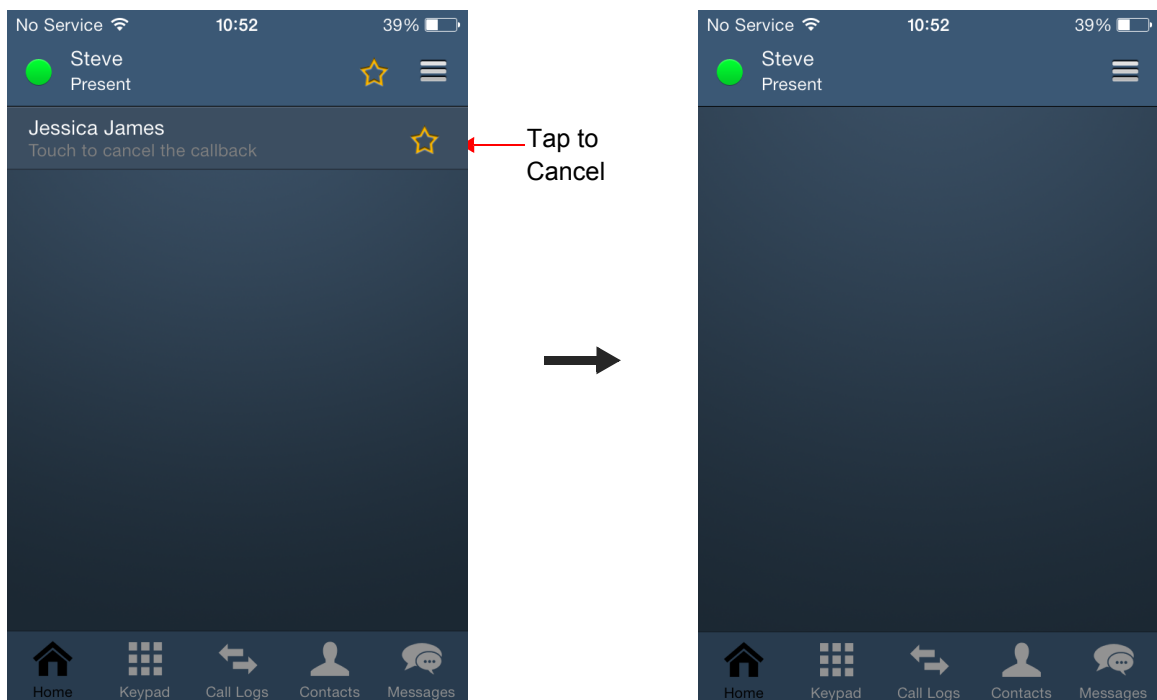 No Service 10:52 39%
Steve
Present
Jessica James
Touch to cancel the callback
Home Keypad Call Logs Contacts Messages
Tap to
Cancel
No Service 10:52 39%
Steve
Present
Home Keypad Call Logs Contacts Messages